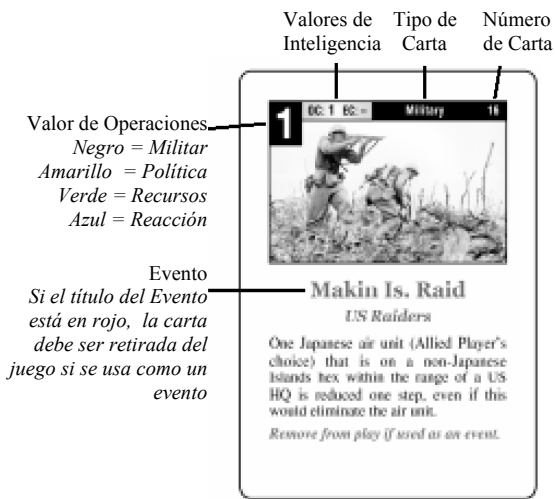 Valores de Inteligencia
Tipo de Carta
Número de Carta
Valor de Operaciones
Negro = Militar
Amarillo = Política
Verde = Recursos
Azul = Reacción
Evento
Si el título del Evento
está en rojo, la carta
debe ser retirada del
juego si se usa como un
evento
1 OC: 1 EC: – Military 16
Makin Is. Raid
US Raiders
One Japanese air unit (Allied Player's
choice) that is on a non-Japanese
Islands hex within the range of a US
HQ is reduced one step, even if this
would eliminate the air unit.
Remove from play if used as an event.